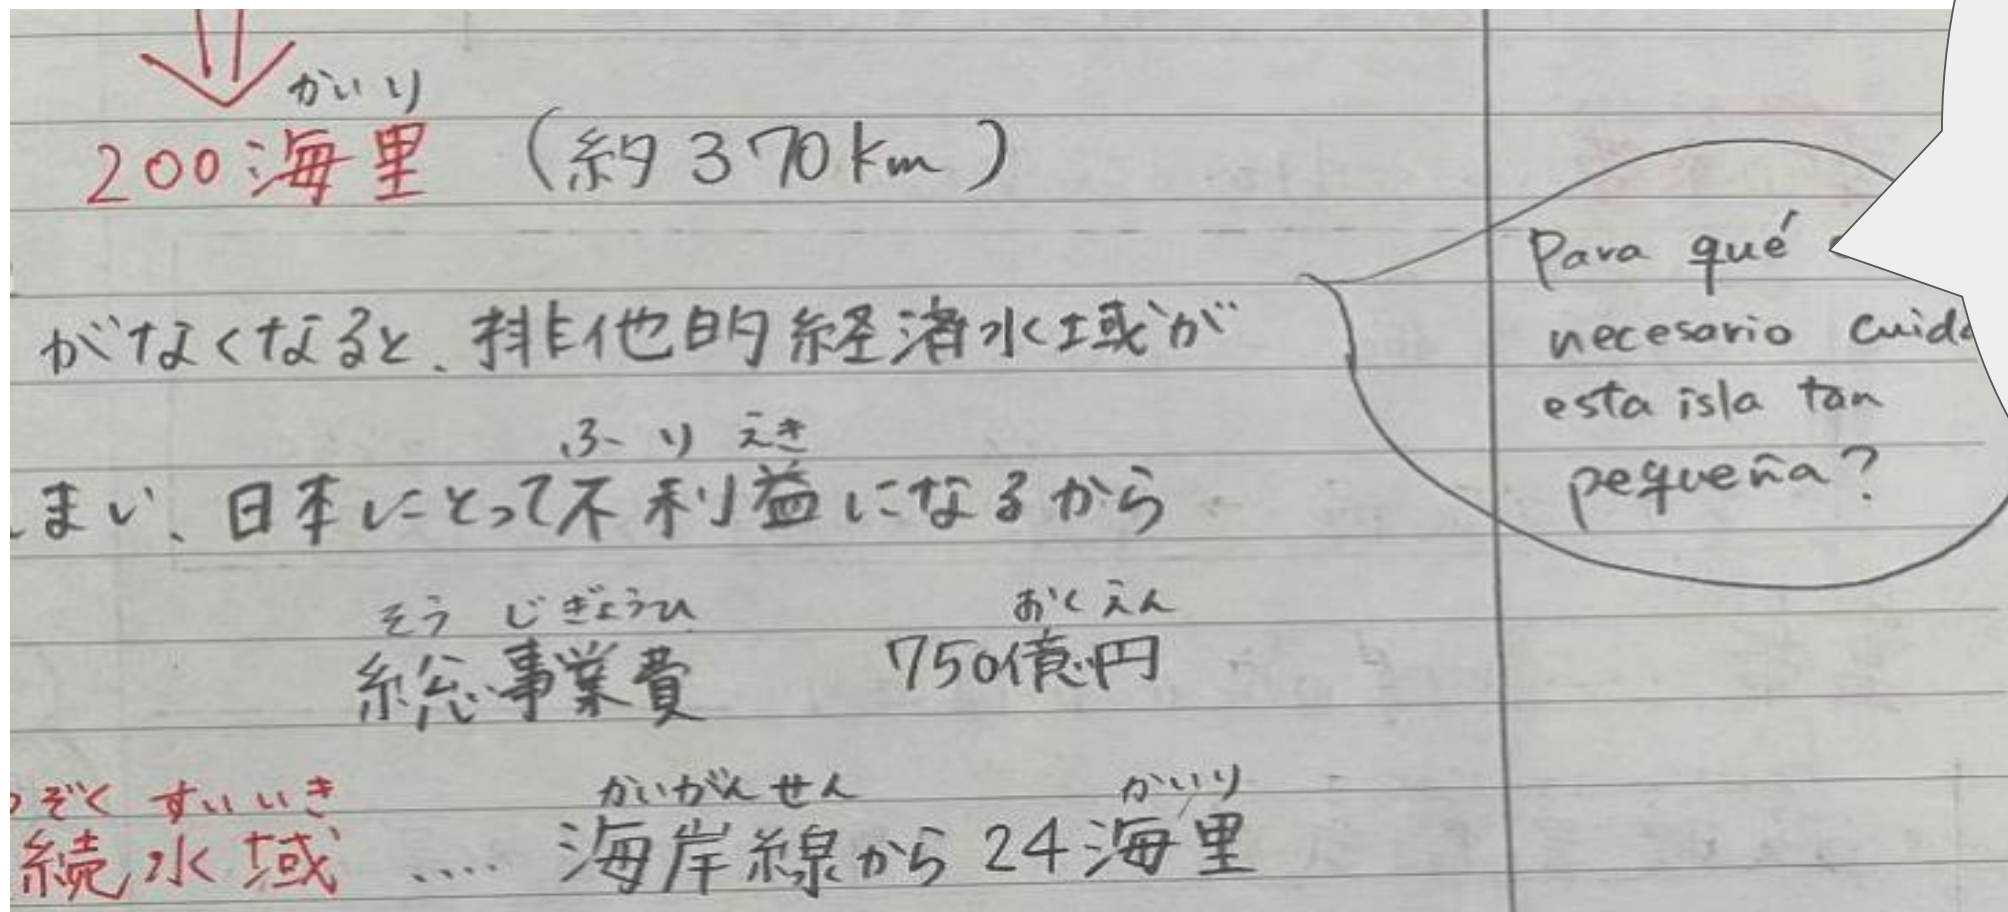 かいり
200海里 (約370km)
がなくなると、排他的経済水域が
ふりえき
まい、日本にとって不利益になるから
そう じぎょうひ おくえん
総事業費 750億円
ぞく すいいき かいがんせん かいり
続水域 .... 海岸線から24海里
Para qué
necesario
esta isla tan
pequeña?